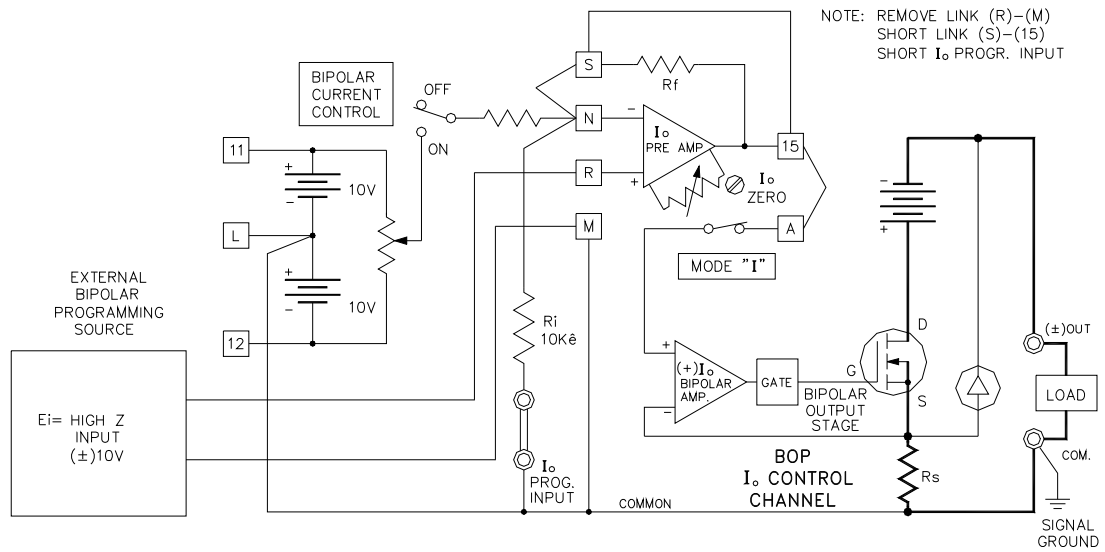 NOTE: REMOVE LINK (R)-(M)
SHORT LINK (S)-(15)
SHORT Io PROGR. INPUT
BIPOLAR
CURRENT
CONTROL
OFF
ON
S
Rf
N
-
Io
PRE AMP
15
11
+
10V
-
R
+
Io
ZERO
-
+
L
M
A
MODE "I"
+
10V
-
12
EXTERNAL
BIPOLAR
PROGRAMMING
SOURCE
Ri
10Kê
Ei= HIGH Z
INPUT
(±)10V
+
(+)Io
BIPOLAR
AMP.
-
GATE
G
D
S
BIPOLAR
OUTPUT
STAGE
(±)OUT
LOAD
COM.
Io
PROG.
INPUT
BOP
Io CONTROL
CHANNEL
Rs
COMMON
SIGNAL
GROUND